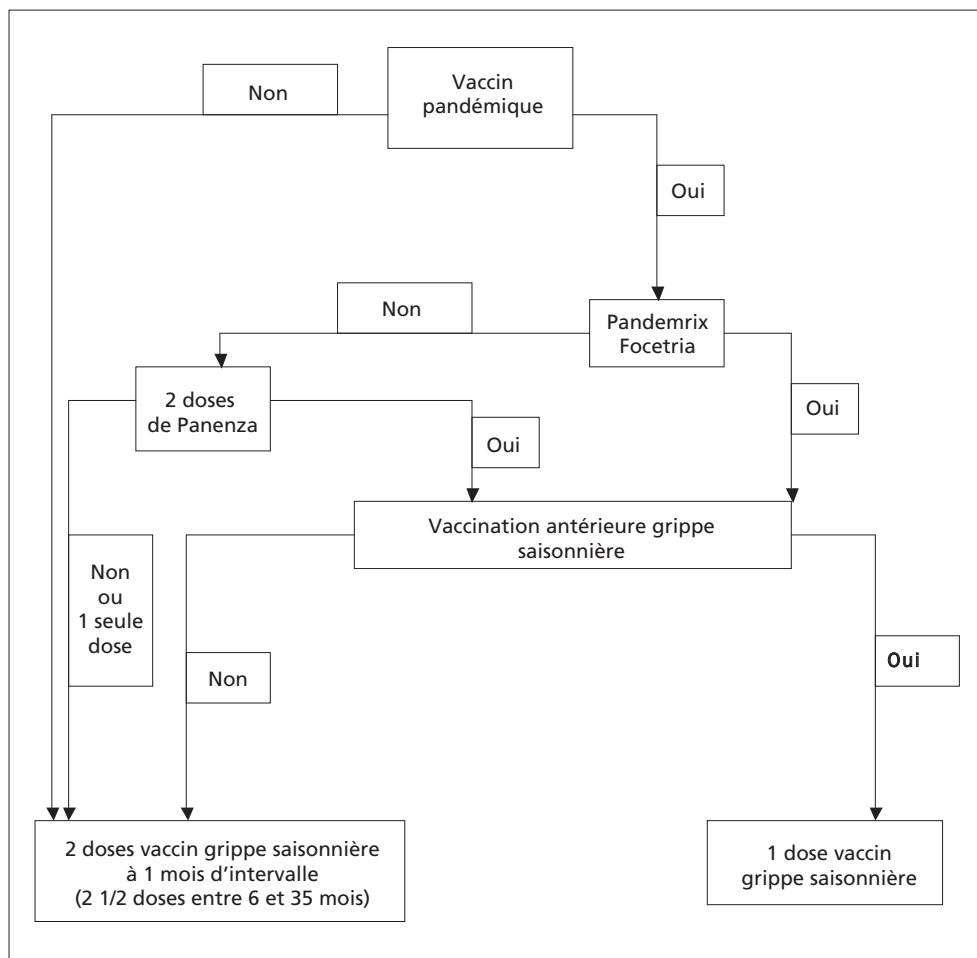 Non
Vaccin
pandémique
Oui
Non
Pandemrix
Focetria
2 doses
de Panenza
Oui
Oui
Vaccination antérieure grippe
saisonnière
Non
ou
1 seule
dose
Non
Oui
2 doses vaccin grippe saisonnière
à 1 mois d’intervalle
(2 1/2 doses entre 6 et 35 mois)
1 dose vaccin
grippe saisonnière